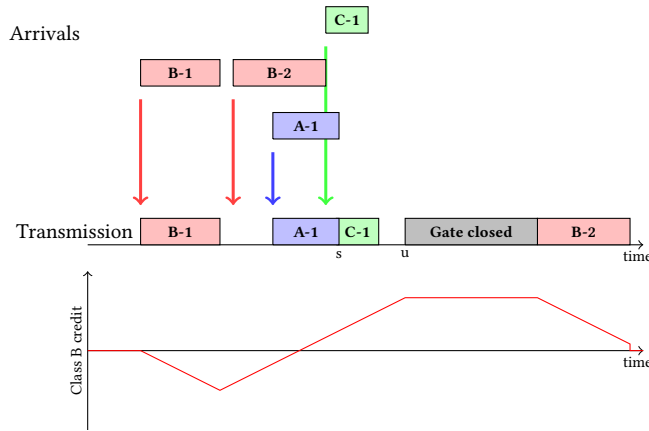 C-1
Arrivals
B-1
B-2
A-1
Transmission
B-1
A-1
C-1
Gate closed
B-2
s
u
time
Class B credit
time